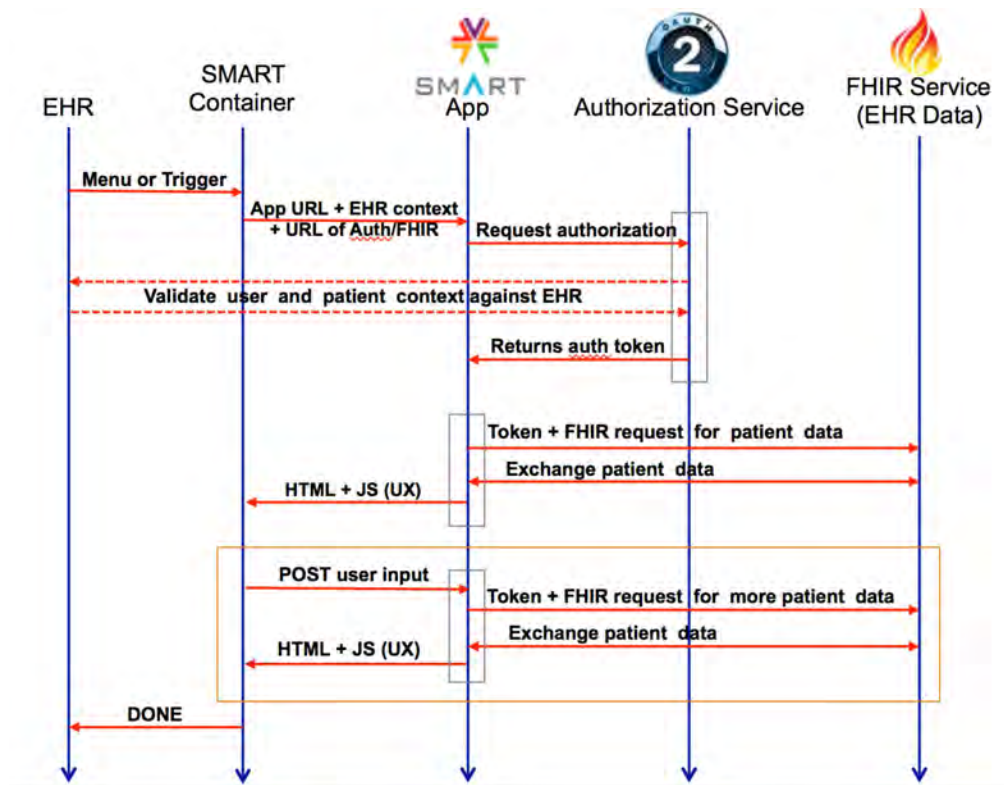 EHR
SMART
Container
SMART
App
OAUTH
2
Authorization Service
FHIR Service
(EHR Data)
Menu or Trigger
App URL + EHR context
+ URL of Auth/FHIR
Request authorization
Validate user and patient context against EHR
Returns auth token
Token + FHIR request for patient data
Exchange patient data
HTML + JS (UX)
POST user input
Token + FHIR request for more patient data
Exchange patient data
HTML + JS (UX)
DONE